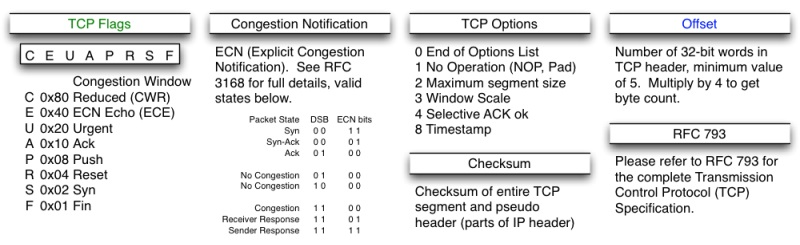 TCP Flags
C E U A P R S F
Congestion Window
C 0x80 Reduced (CWR)
E 0x40 ECN Echo (ECE)
U 0x20 Urgent
A 0x10 Ack
P 0x08 Push
R 0x04 Reset
S 0x02 Syn
F 0x01 Fin
Congestion Notification
ECN (Explicit Congestion
Notification). See RFC
3168 for full details, valid
states below.
Packet State DSB ECN bits
Syn 0 0 1 1
Syn-Ack 0 0 0 1
Ack 0 1 0 0
No Congestion 0 1 0 0
No Congestion 1 0 0 0
Congestion 1 1 0 0
Receiver Response 1 1 0 1
Sender Response 1 1 1 1
TCP Options
0 End of Options List
1 No Operation (NOP, Pad)
2 Maximum segment size
3 Window Scale
4 Selective ACK ok
8 Timestamp
Checksum
Checksum of entire TCP
segment and pseudo
header (parts of IP header)
Offset
Number of 32-bit words in
TCP header, minimum value
of 5. Multiply by 4 to get
byte count.
RFC 793
Please refer to RFC 793 for
the complete Transmission
Control Protocol (TCP)
Specification.